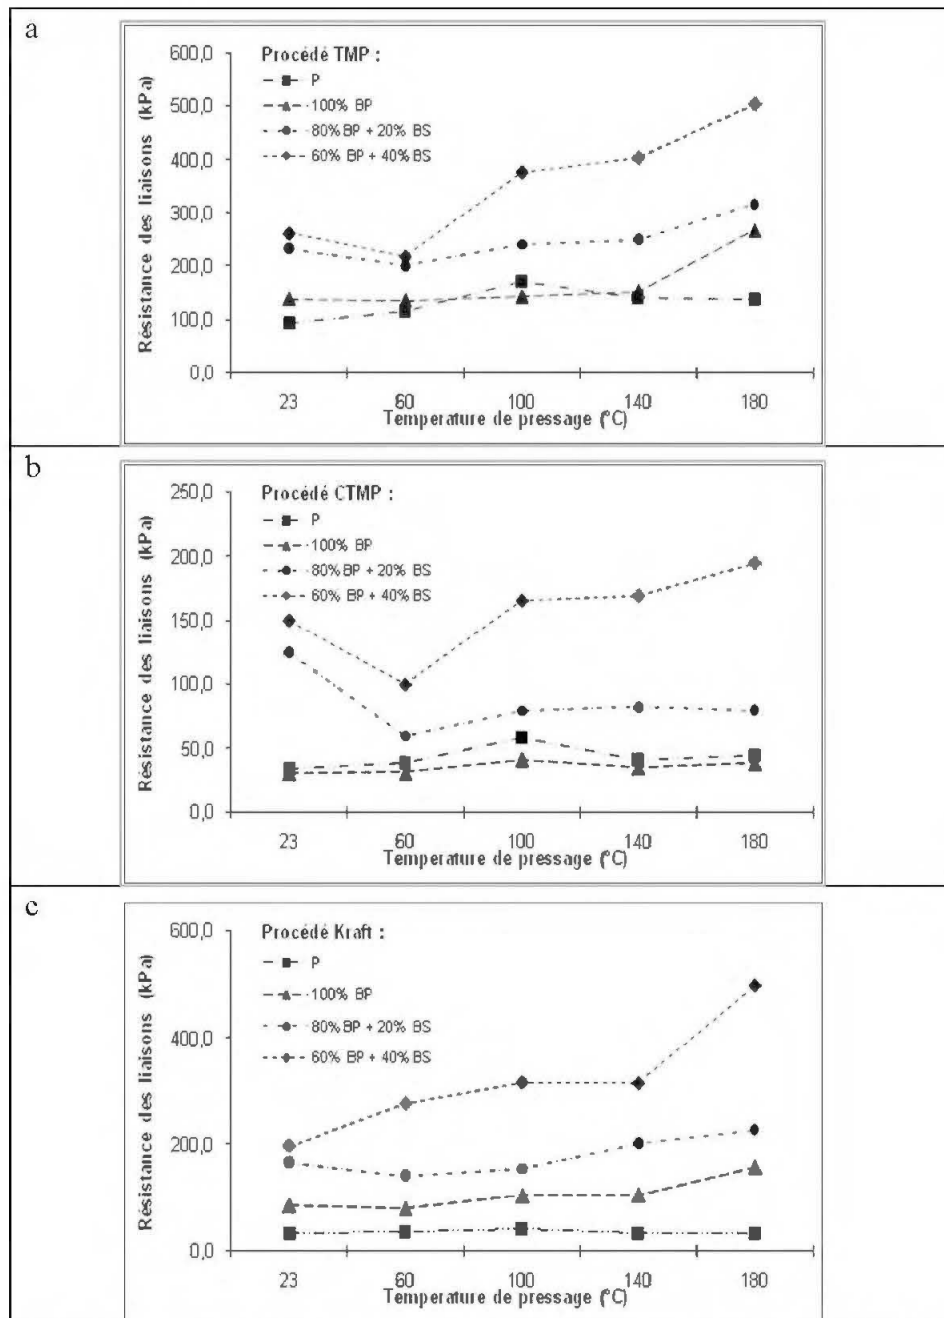 a
Procédé TMP :
P
100% BP
80% BP + 20% BS
60% BP + 40% BS
Résistance des liaisons (kPa)
600,0
500,0
400,0
300,0
200,0
100,0
0,0
23 60 100 140 180
Temperature de pressage (°C)
b
Procédé CTMP :
P
100% BP
80% BP + 20% BS
60% BP + 40% BS
Résistance des liaisons (kPa)
250,0
200,0
150,0
100,0
50,0
0,0
23 60 100 140 180
Temperature de pressage (°C)
c
Procédé Kraft :
P
100% BP
80% BP + 20% BS
60% BP + 40% BS
Résistance des liaisons (kPa)
600,0
400,0
200,0
0,0
23 60 100 140 180
Temperature de pressage (°C)